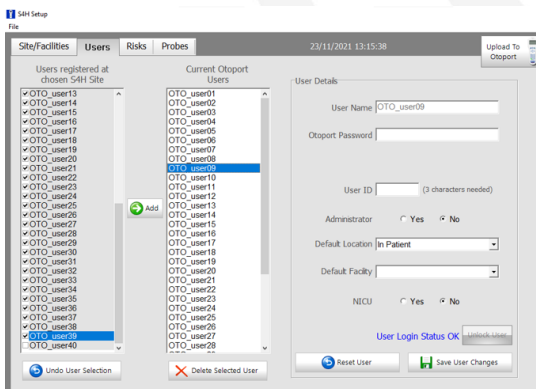 S4H Setup
File
Site/Facilities Users Risks Probes 23/11/2021 13:15:38 Upload To Otoport
Users registered at
chosen S4H Site
OTO_user13
OTO_user14
OTO_user15
OTO_user16
OTO_user17
OTO_user18
OTO_user19
OTO_user20
OTO_user21
OTO_user22
OTO_user23
OTO_user24
OTO_user25
OTO_user26
OTO_user27
OTO_user28
OTO_user29
OTO_user30
OTO_user31
OTO_user32
OTO_user33
OTO_user34
OTO_user35
OTO_user36
OTO_user37
OTO_user38
OTO_user39
OTO_user40
Undo User Selection
Add
Current Otoport
Users
OTO_user01
OTO_user02
OTO_user03
OTO_user04
OTO_user05
OTO_user06
OTO_user07
OTO_user08
OTO_user09
OTO_user10
OTO_user11
OTO_user12
OTO_user13
OTO_user14
OTO_user15
OTO_user16
OTO_user17
OTO_user18
OTO_user19
OTO_user20
OTO_user21
OTO_user22
OTO_user23
OTO_user24
OTO_user25
OTO_user26
OTO_user27
OTO_user28
Delete Selected User
User Details
User Name OTO_user09
Otoport Password
User ID (3 characters needed)
Administrator Yes No
Default Location In Patient
Default Facilty
NICU Yes No
User Login Status OK Unlock User
Reset User Save User Changes